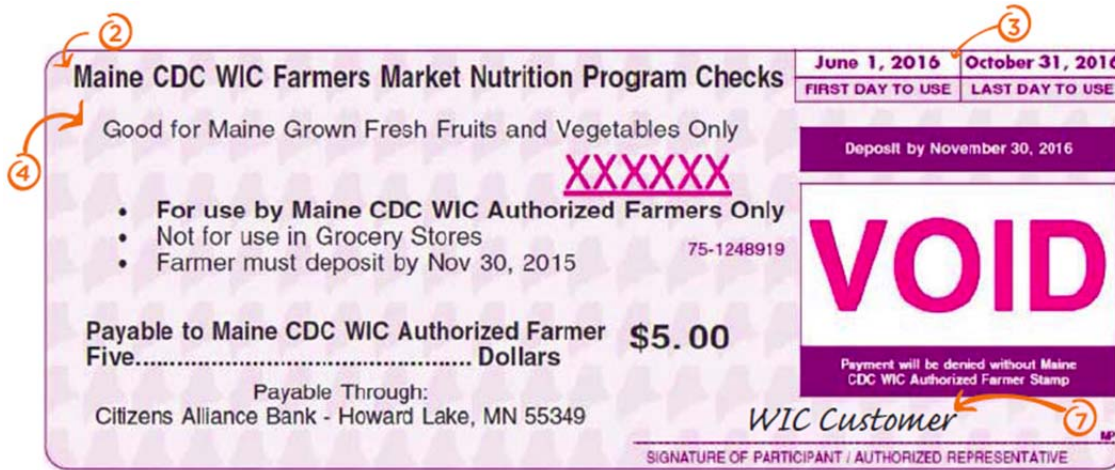 2
3
Maine CDC WIC Farmers Market Nutrition Program Checks
June 1, 2016 October 31, 2016
FIRST DAY TO USE LAST DAY TO USE
4
Good for Maine Grown Fresh Fruits and Vegetables Only
Deposit by November 30, 2016
XXXXXX
• For use by Maine CDC WIC Authorized Farmers Only
• Not for use in Grocery Stores
75-1248919
• Farmer must deposit by Nov 30, 2015
VOID
Payable to Maine CDC WIC Authorized Farmer $5.00
Five.................................................. Dollars
Payment will be denied without Maine
CDC WIC Authorized Farmer Stamp
Payable Through:
Citizens Alliance Bank - Howard Lake, MN 55349
WIC Customer
7
SIGNATURE OF PARTICIPANT / AUTHORIZED REPRESENTATIVE